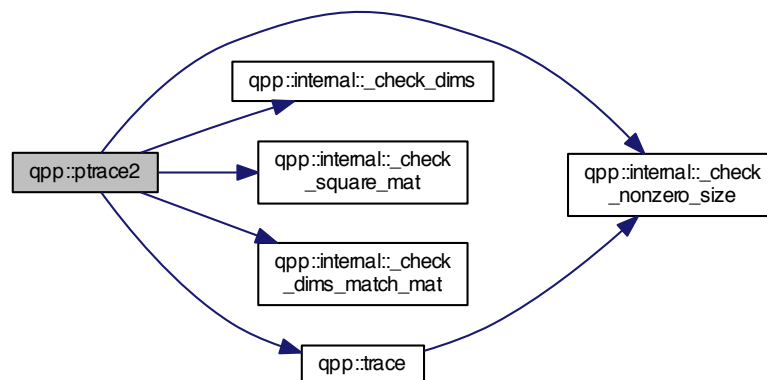 qpp::internal::_check_dims
qpp::ptrace2
qpp::internal::_check
_square_mat
qpp::internal::_check
_nonzero_size
qpp::internal::_check
_dims_match_mat
qpp::trace